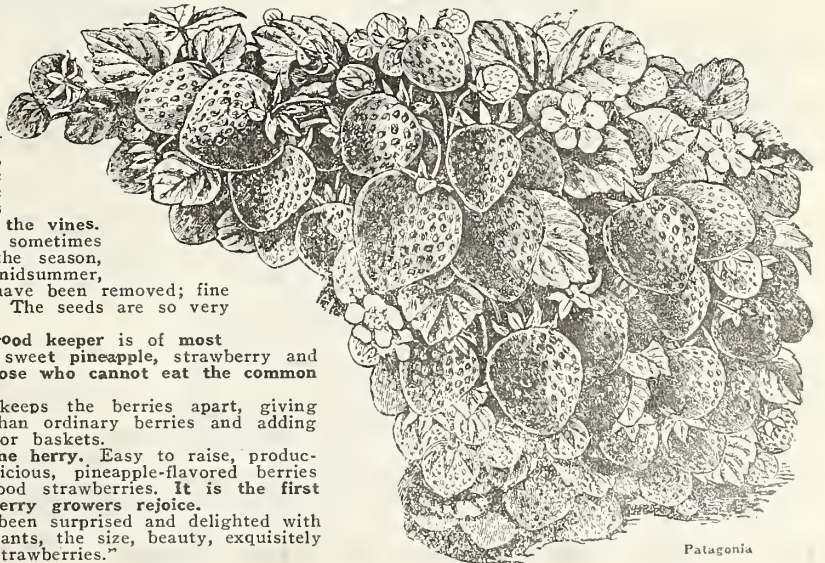 the vines.
sometimes
the season,
midsummer,
have been removed; fine
The seeds are so very
ood keeper is of most
sweet pineapple, strawberry and
ose who cannot eat the common
keeps the berries apart, giving
han ordinary berries and adding
or baskets.
ne herry. Easy to raise, produc-
icious, pineapple-flavored berries
ood strawberries. It is the first
erry growers rejoice.
been surprised and delighted with
ants, the size, beauty, exquisitely
trawberries."
Patagonia